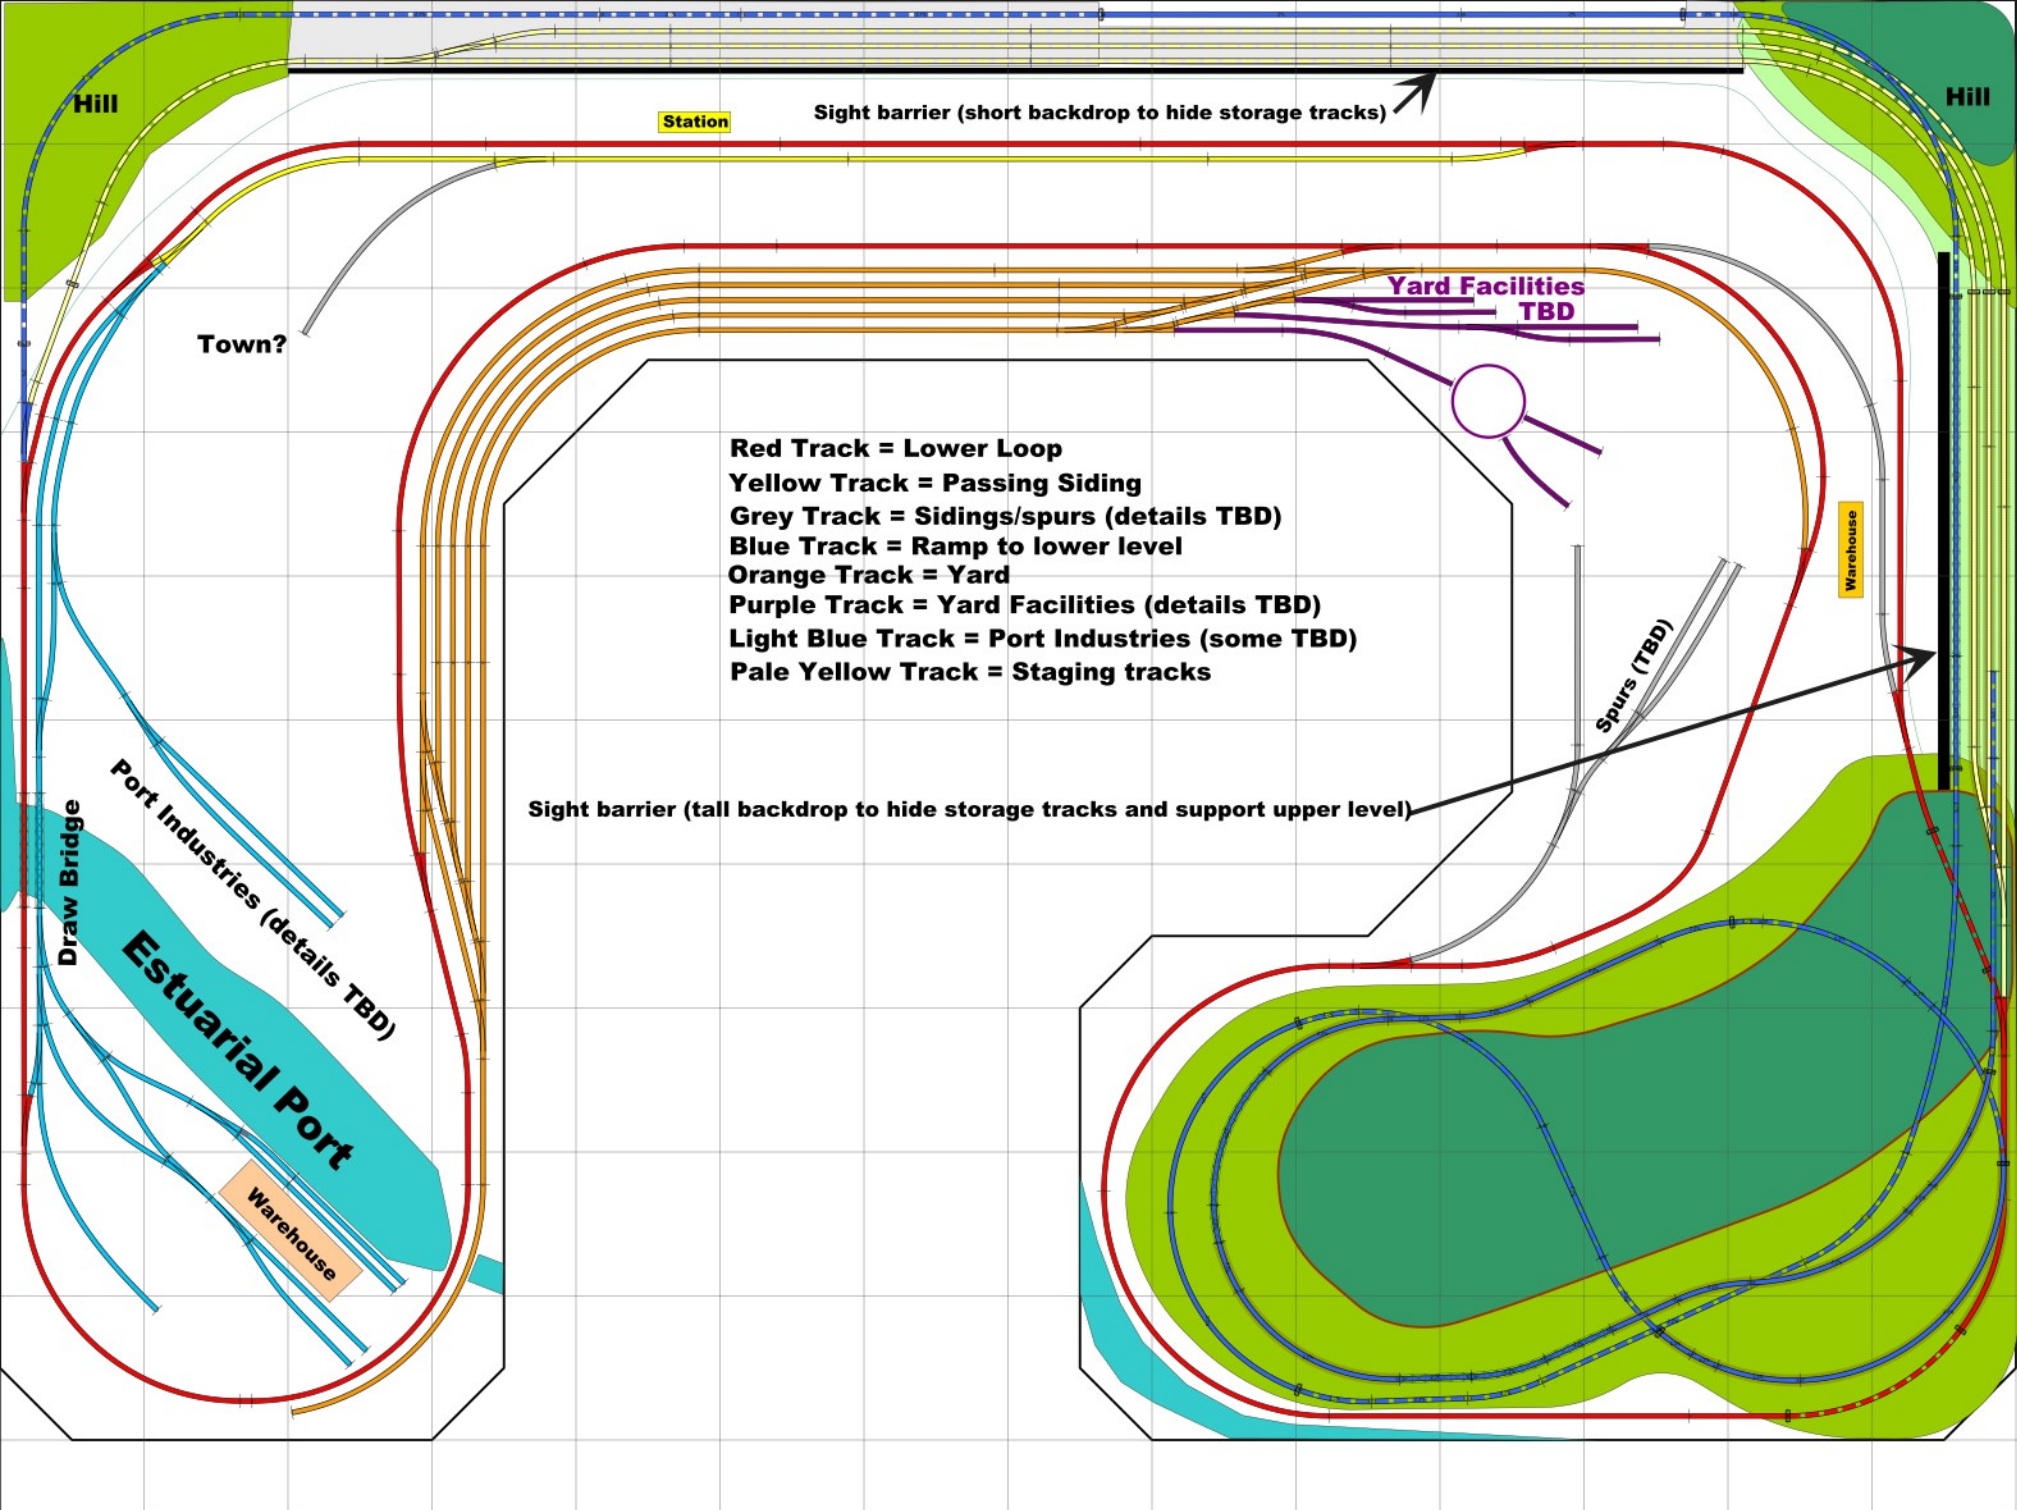 Hill
Hill
Sight barrier (short backdrop to hide storage tracks)
Station
Yard Facilities
TBD
Town?
Red Track = Lower Loop
Yellow Track = Passing Siding
Grey Track = Sidings/spurs (details TBD)
Blue Track = Ramp to lower level
Orange Track = Yard
Purple Track = Yard Facilities (details TBD)
Light Blue Track = Port Industries (some TBD)
Pale Yellow Track = Staging tracks
Warehouse
Spurs (TBD)
Sight barrier (tall backdrop to hide storage tracks and support upper level)
Port Industries (details TBD)
Draw Bridge
Estuarial Port
Warehouse